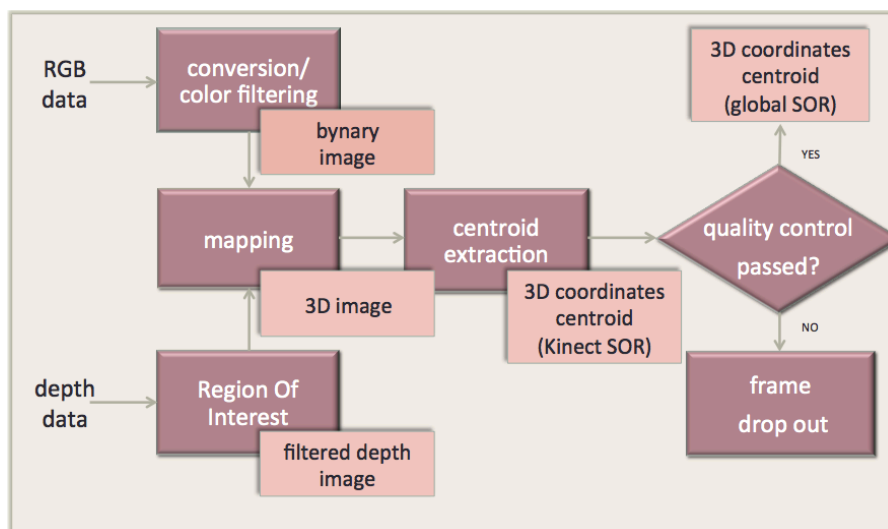 RGB
data
conversion/
color filtering
bynary
image
mapping
3D image
depth
data
Region Of
Interest
filtered depth
image
centroid
extraction
3D coordinates
centroid
(Kinect SOR)
quality control
passed?
YES
3D coordinates
centroid
(global SOR)
NO
frame
drop out